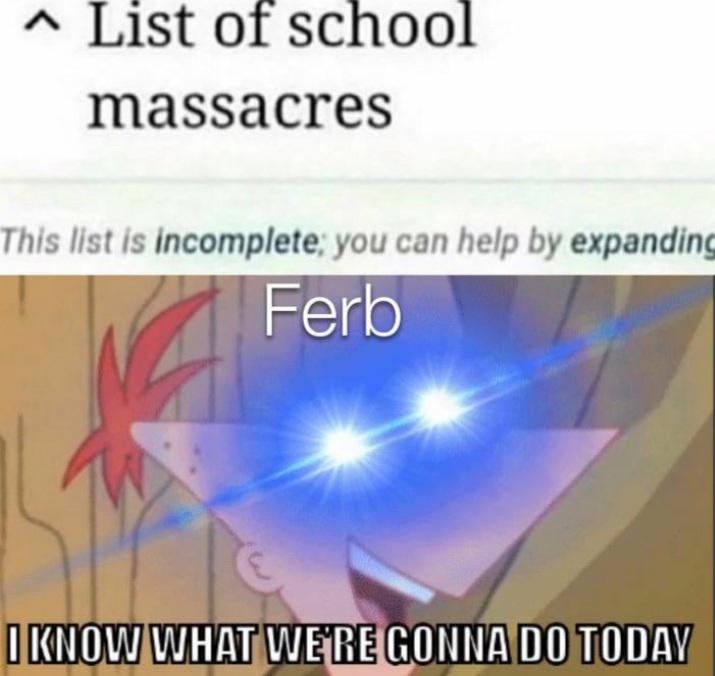 ^ List of school
massacres
This list is incomplete; you can help by expanding
Ferb
I KNOW WHAT WE'RE GONNA DO TODAY